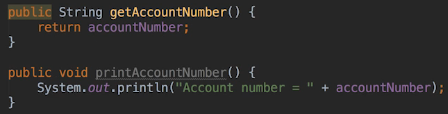 public String getAccountNumber() {
    return accountNumber;
}

public void printAccountNumber() {
    System.out.println("Account number = " + accountNumber);
}